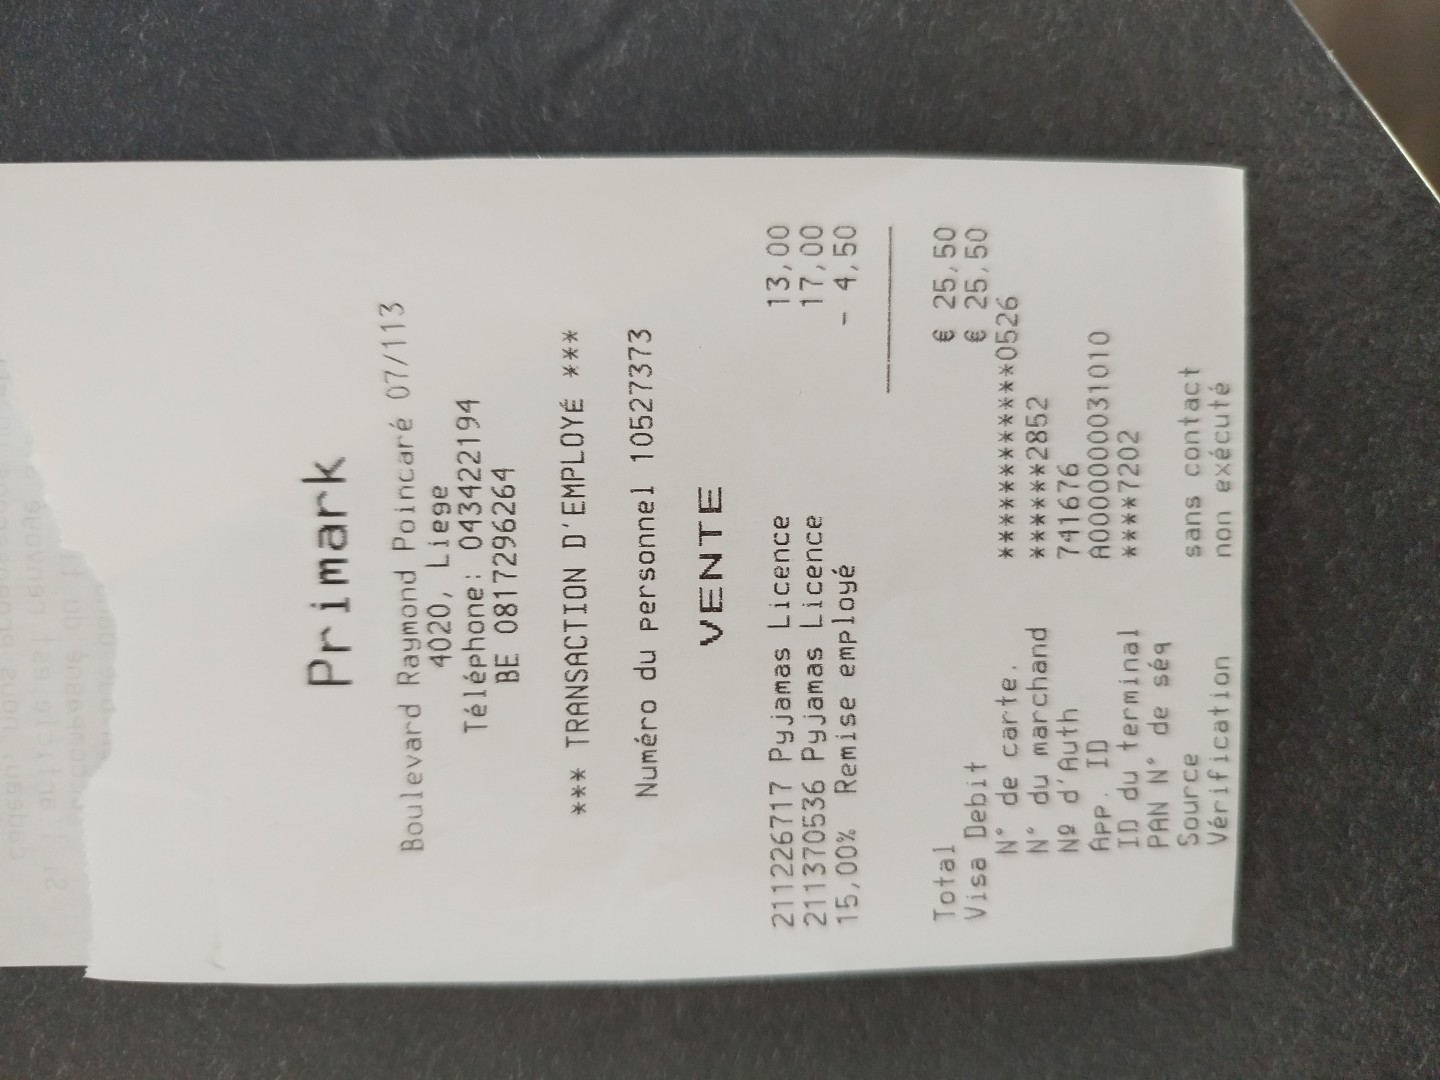 Primark
Boulevard Raymond Poincaré 07/113
4020, Liege
Téléphone: 043422194
BE 0817296264
*** TRANSACTION D'EMPLOYÉ ***
Numéro du personnel 10527373
VENTE
211226717 Pyjamas Licence 13,00
211370536 Pyjamas Licence 17,00
15,00% Remise employé - 4,50
Total € 25,50
Visa Debit € 25,50
N° de carte. ************0526
N° du marchand ******2852
Nº d'Auth 741676
App. ID A0000000031010
ID du terminal ****7202
PAN N° de séq
Source sans contact
Vérification non exécuté